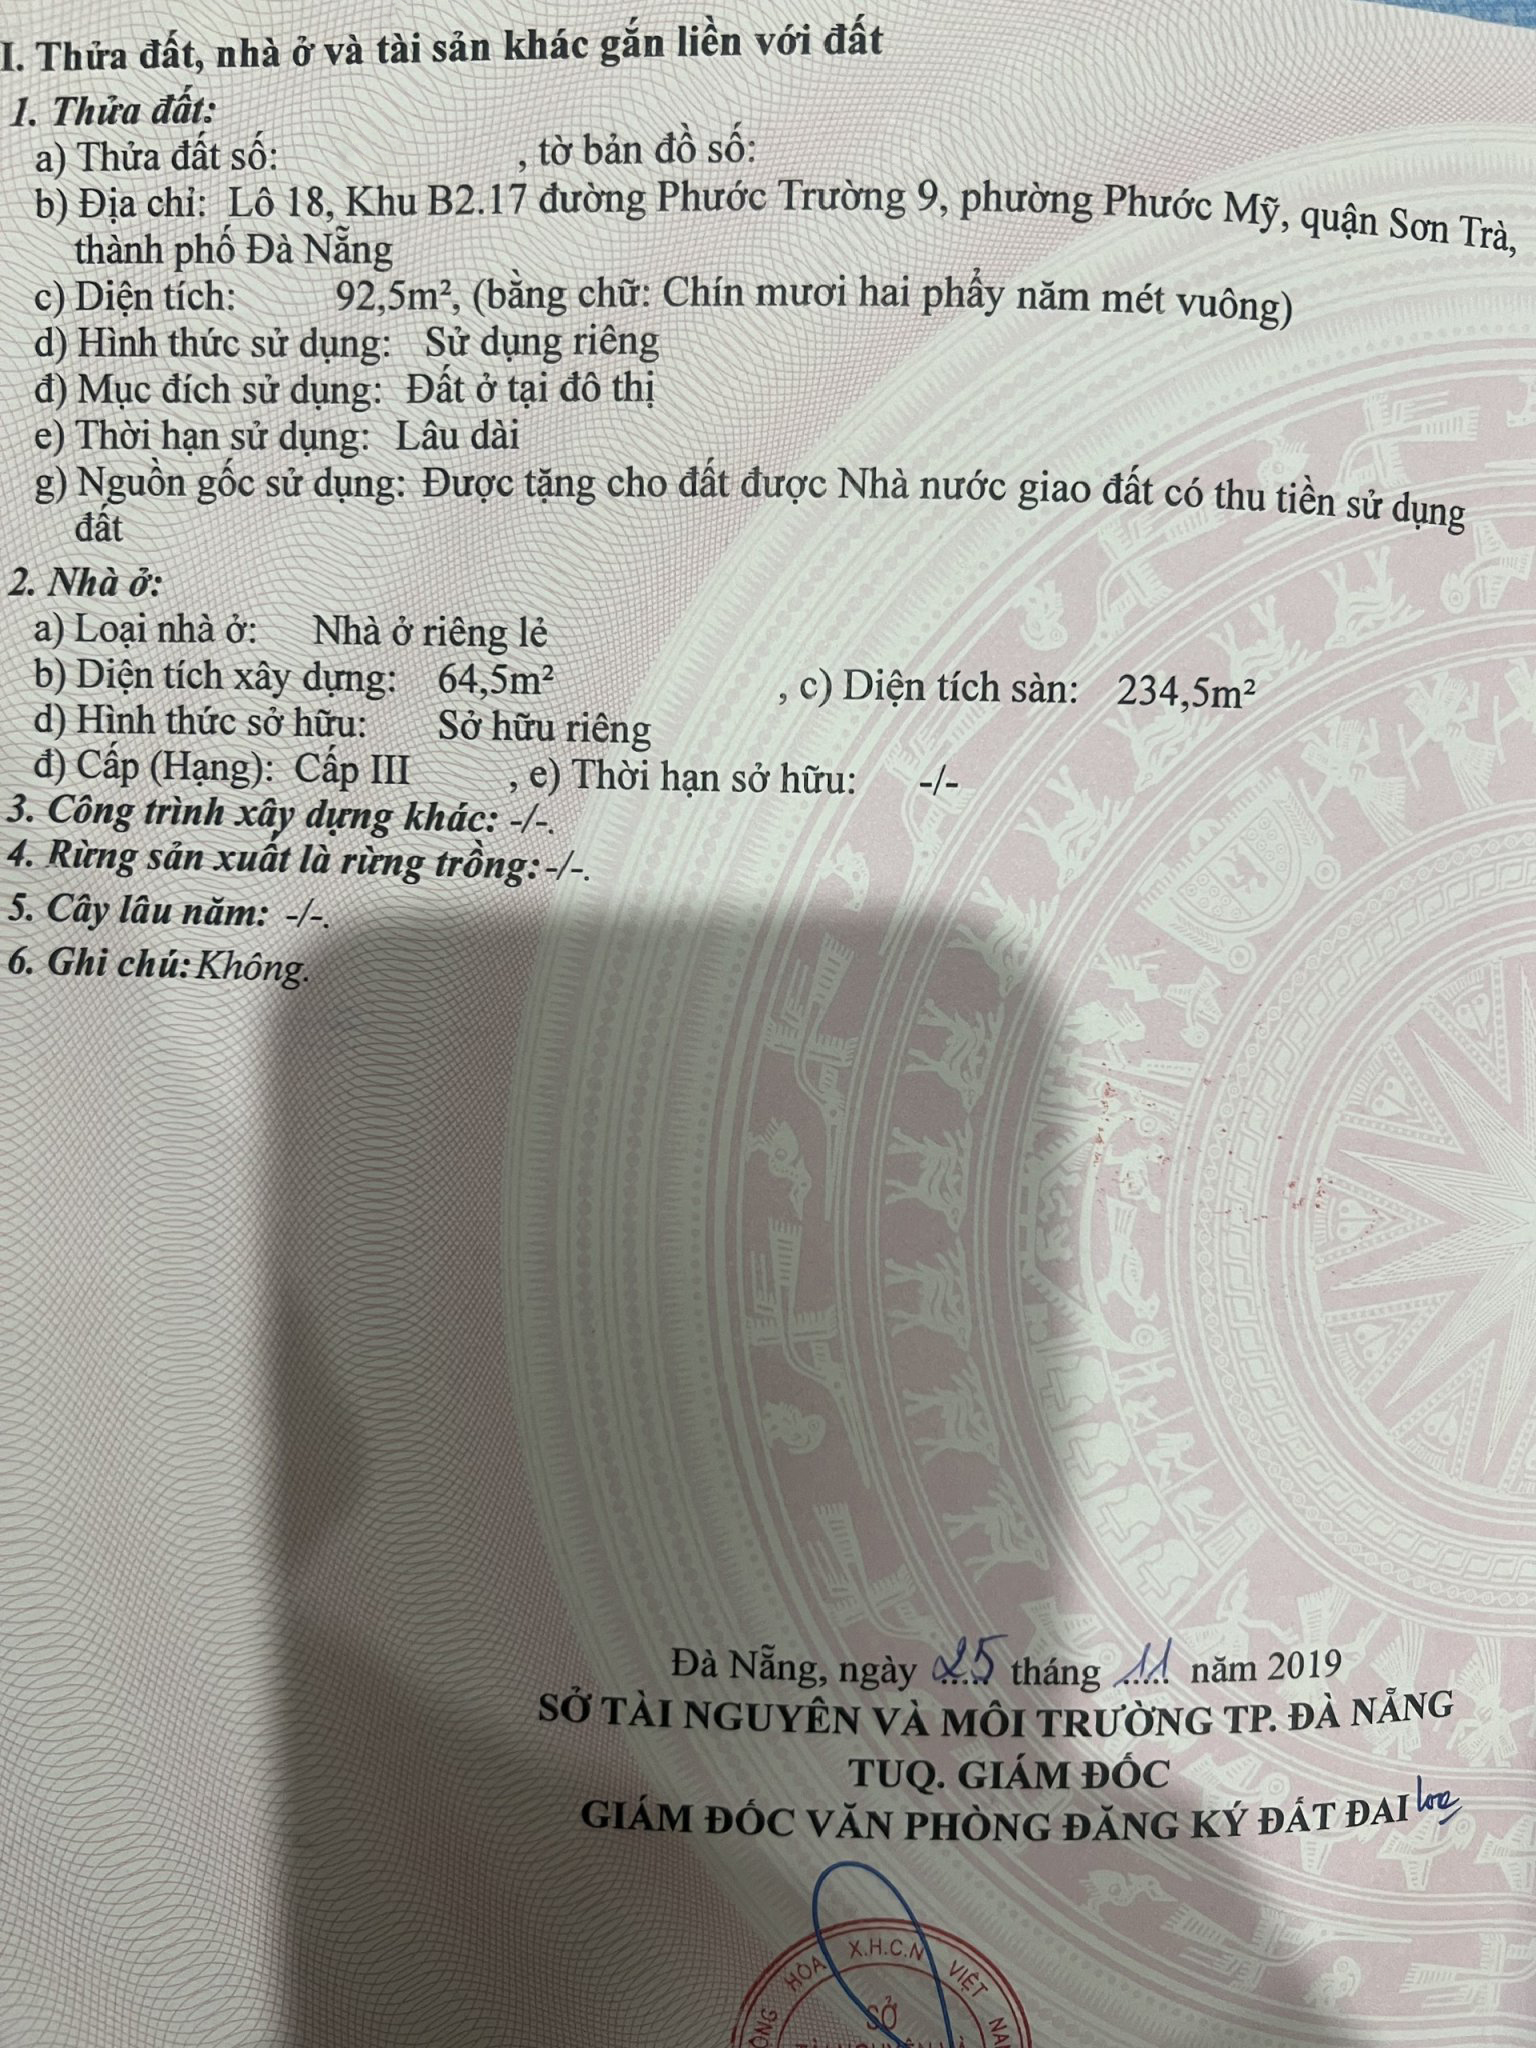 I. Thửa đất, nhà ở và tài sản khác gắn liền với đất
1. Thửa đất:
a) Thửa đất số: , tờ bản đồ số:
b) Địa chỉ: Lô 18, Khu B2.17 đường Phước Trường 9, phường Phước Mỹ, quận Sơn Trà,
thành phố Đà Nẵng
c) Diện tích: 92,5m², (bằng chữ: Chín mươi hai phẩy năm mét vuông)
d) Hình thức sử dụng: Sử dụng riêng
đ) Mục đích sử dụng: Đất ở tại đô thị
e) Thời hạn sử dụng: Lâu dài
g) Nguồn gốc sử dụng: Được tặng cho đất được Nhà nước giao đất có thu tiền sử dụng
đất
2. Nhà ở:
a) Loại nhà ở: Nhà ở riêng lẻ
b) Diện tích xây dựng: 64,5m² , c) Diện tích sàn: 234,5m²
d) Hình thức sở hữu: Sở hữu riêng
đ) Cấp (Hạng): Cấp III , e) Thời hạn sở hữu: -/-
3. Công trình xây dựng khác: -/-.
4. Rừng sản xuất là rừng trồng: -/-.
5. Cây lâu năm: -/-.
6. Ghi chú: Không.
Đà Nẵng, ngày 25 tháng 11 năm 2019
SỞ TÀI NGUYÊN VÀ MÔI TRƯỜNG TP. ĐÀ NẴNG
TUQ. GIÁM ĐỐC
GIÁM ĐỐC VĂN PHÒNG ĐĂNG KÝ ĐẤT ĐAI
HÒA X.H.C.N VIỆT
SỞ